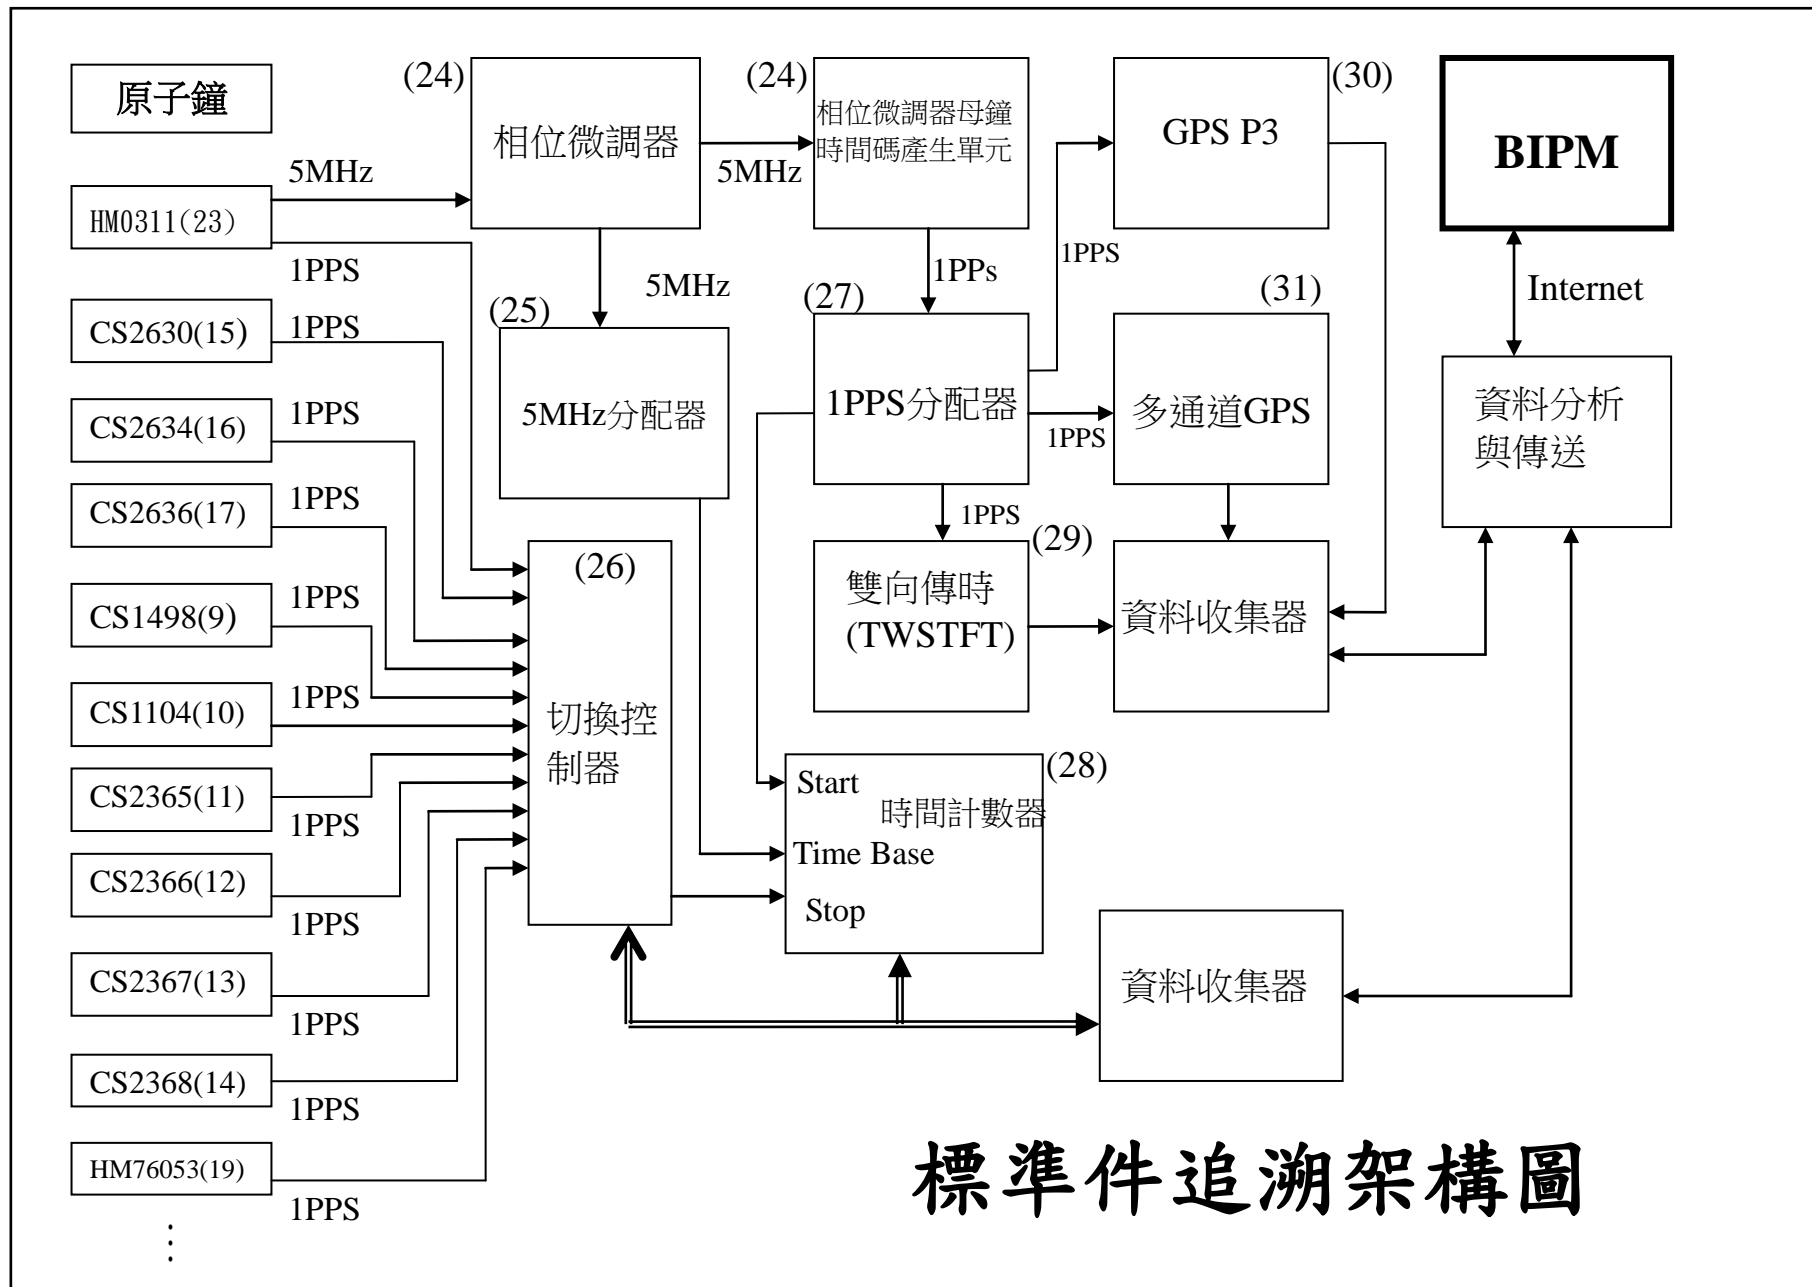 原子鐘
HM0311(23)
5MHz
1PPS
CS2630(15)
1PPS
CS2634(16)
1PPS
CS2636(17)
1PPS
CS1498(9)
1PPS
CS1104(10)
1PPS
CS2365(11)
1PPS
CS2366(12)
1PPS
CS2367(13)
1PPS
CS2368(14)
1PPS
HM76053(19)
1PPS
⋮
(24)
相位微調器
5MHz
(24)
相位微調器母鐘
時間碼產生單元
5MHz
(25)
5MHz分配器
1PPs
(27)
1PPS分配器
1PPS
(30)
GPS P3
(31)
多通道GPS
1PPS
1PPS
(29)
雙向傳時
(TWSTFT)
資料收集器
(26)
切換控
制器
(28)
Start
時間計數器
Time Base
Stop
資料收集器
BIPM
Internet
資料分析
與傳送
標準件追溯架構圖